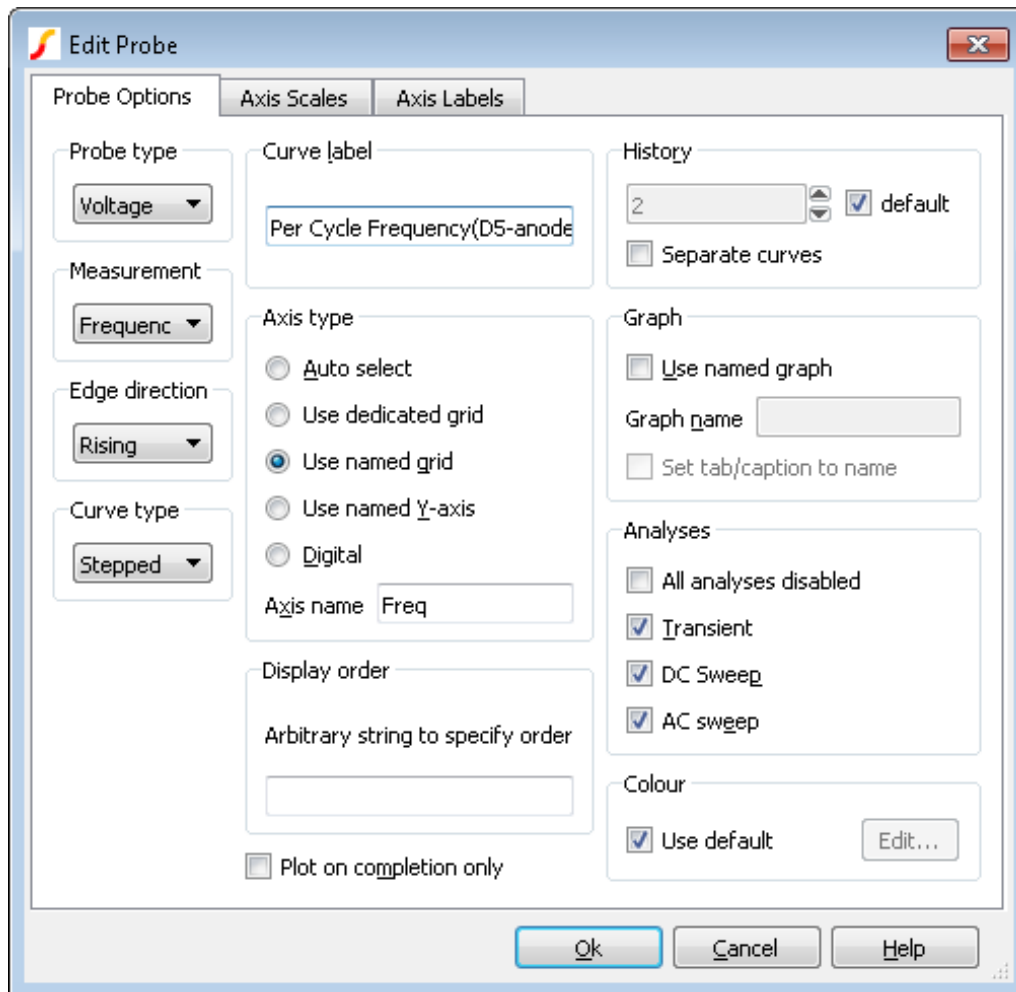 Edit Probe
Probe Options
Axis Scales
Axis Labels
Probe type
Voltage
Measurement
Frequenc
Edge direction
Rising
Curve type
Stepped
Curve label
Per Cycle Frequency(D5-anode
Axis type
Auto select
Use dedicated grid
Use named grid
Use named Y-axis
Digital
Axis name Freq
Display order
Arbitrary string to specify order
Plot on completion only
History
2 default
Separate curves
Graph
Use named graph
Graph name
Set tab/caption to name
Analyses
All analyses disabled
Transient
DC Sweep
AC sweep
Colour
Use default Edit...
Ok Cancel Help